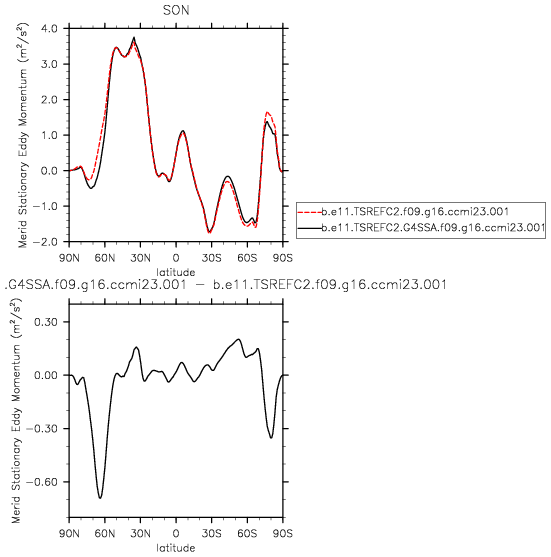 SON
Merid Stationary Eddy Momentum (m²/s²)
4.0
3.0
2.0
1.0
0.0
-1.0
-2.0
90N 60N 30N 0 30S 60S 90S
latitude
b.e11.TSREFC2.f09.g16.ccmi23.001
b.e11.TSREFC2.G4SSA.f09.g16.ccmi23.001
.G4SSA.f09.g16.ccmi23.001 − b.e11.TSREFC2.f09.g16.ccmi23.001
Merid Stationary Eddy Momentum (m²/s²)
0.30
0.00
-0.30
-0.60
90N 60N 30N 0 30S 60S 90S
latitude